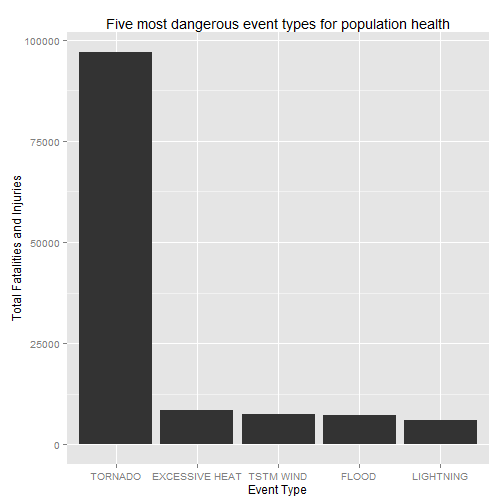 Five most dangerous event types for population health
100000
75000
50000
25000
0
Total Fatalities and Injuries
TORNADO
EXCESSIVE HEAT
TSTM WIND
FLOOD
LIGHTNING
Event Type